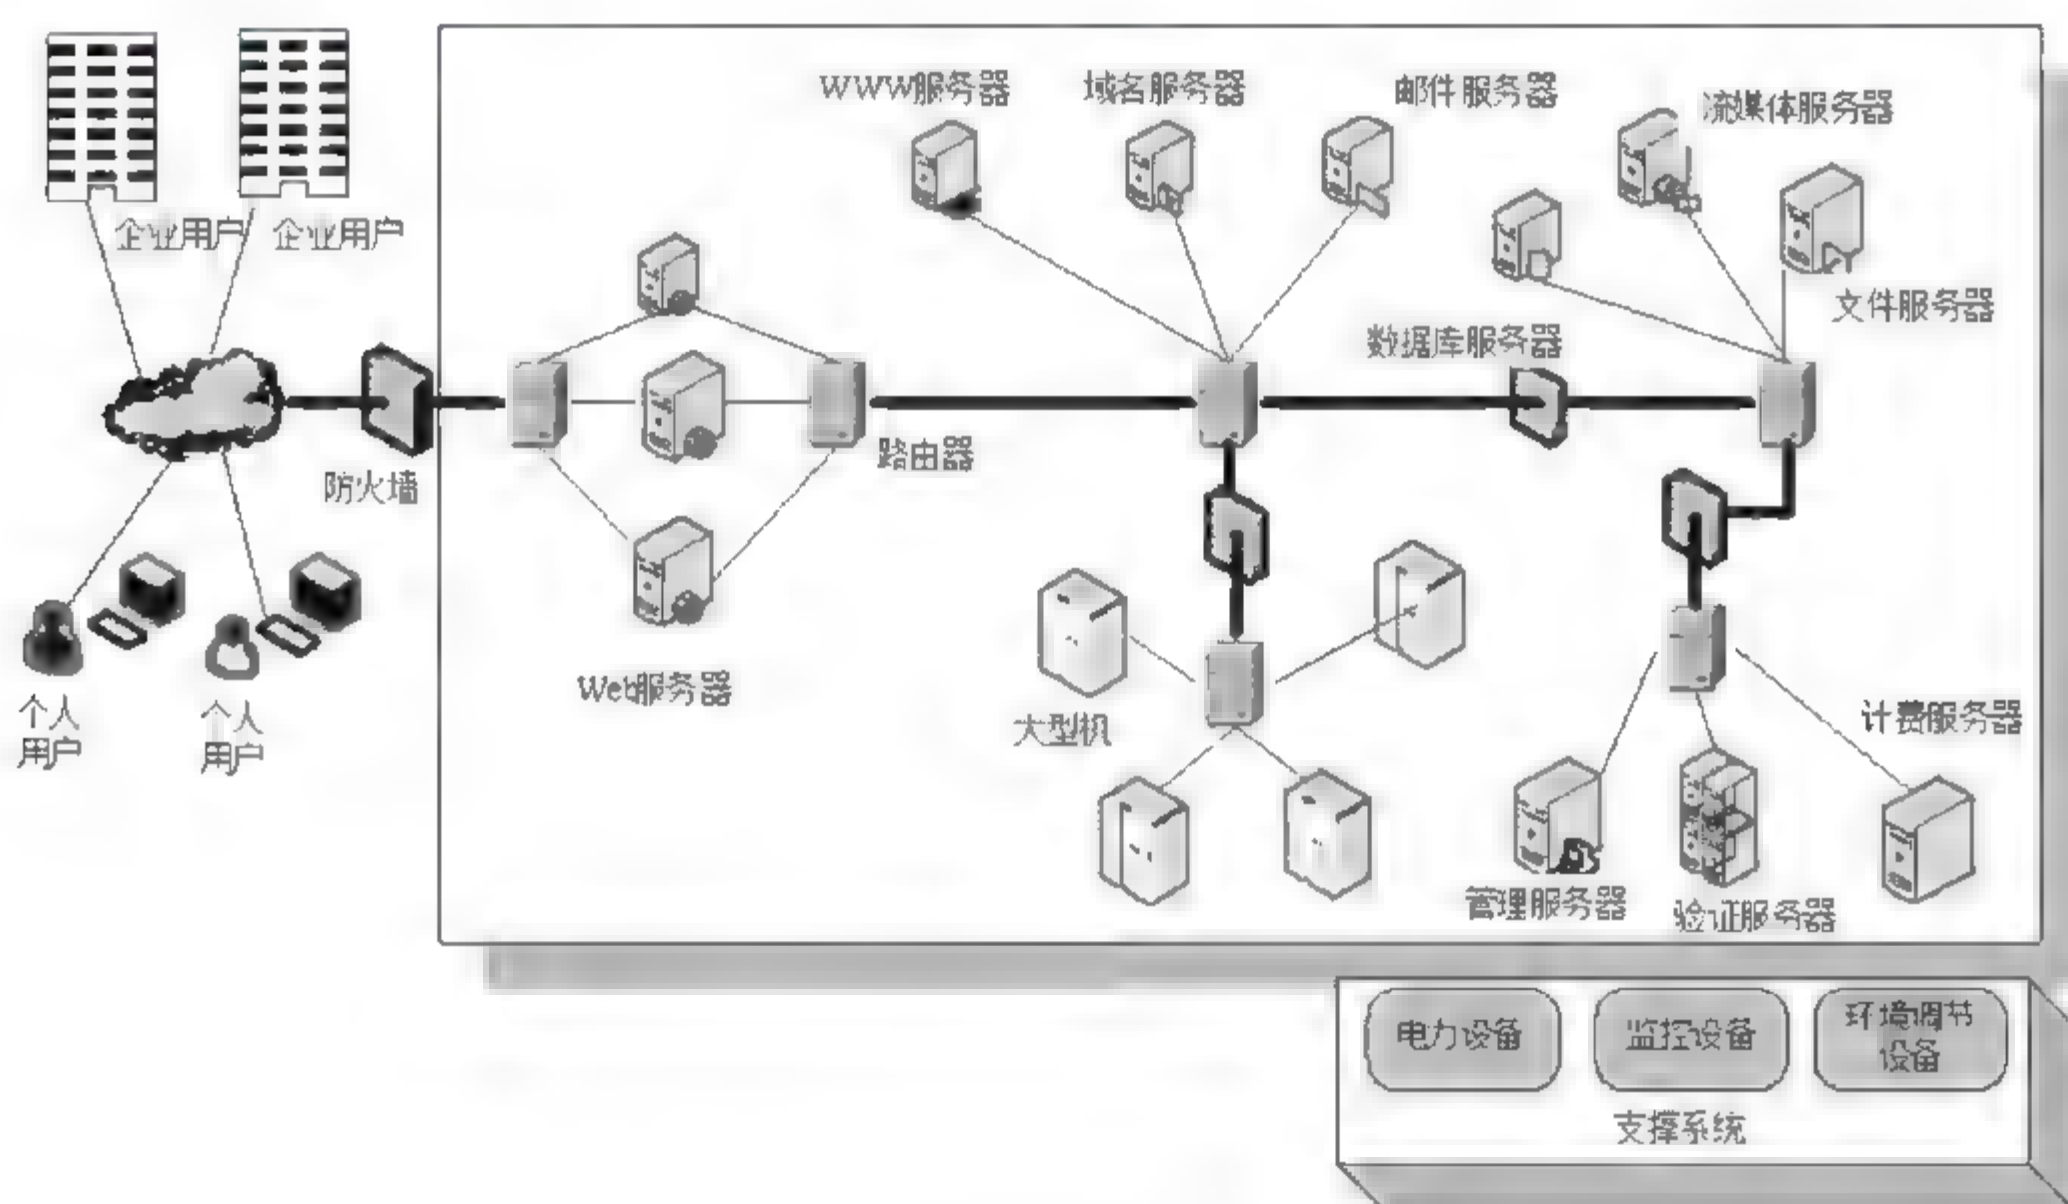 WWW服务器
域名服务器
邮件服务器
流媒体服务器
企业用户
企业用户
文件服务器
数据库服务器
路由器
防火墙
Web服务器
个人
用户
个人
用户
大型机
计费服务器
管理服务器
验证服务器
电力设备
监控设备
环境调节
设备
支撑系统